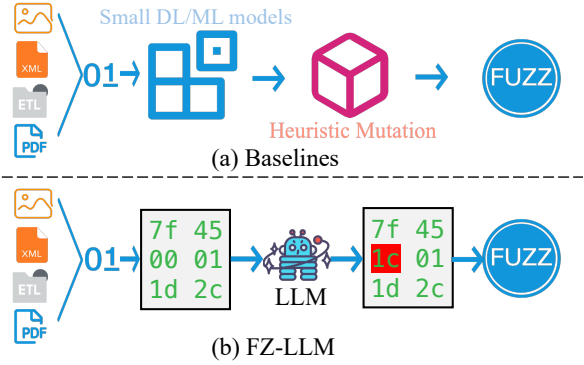 Small DL/ML models
XML
01
ETL
FUZZ
PDF
Heuristic Mutation
(a) Baselines
XML
01
ETL
PDF
7f 45
00 01
1d 2c
LLM
7f 45
1c 01
1d 2c
FUZZ
(b) FZ-LLM